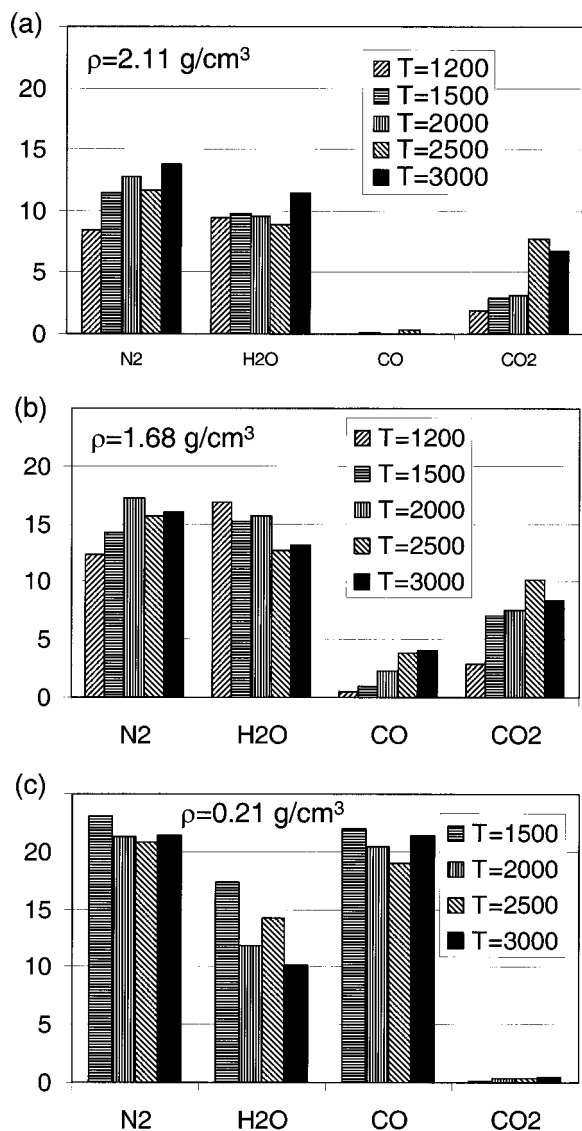 (a)
ρ=2.11 g/cm³
T=1200
T=1500
T=2000
T=2500
T=3000
20
15
10
5
0
N2 H2O CO CO2
(b)
ρ=1.68 g/cm³
T=1200
T=1500
T=2000
T=2500
T=3000
20
15
10
5
0
N2 H2O CO CO2
(c)
ρ=0.21 g/cm³
T=1500
T=2000
T=2500
T=3000
20
15
10
5
0
N2 H2O CO CO2